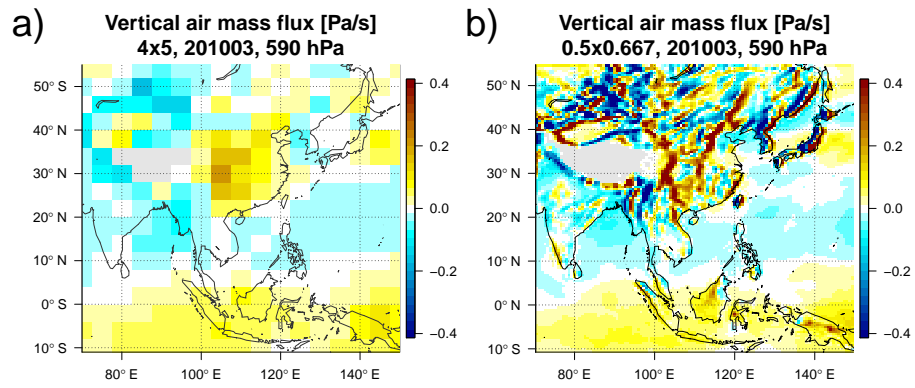 a)
Vertical air mass flux [Pa/s]
4x5, 201003, 590 hPa
50° S
40° N
30° N
20° N
10° N
0° S
10° S
80° E
100° E
120° E
140° E
0.4
0.2
0.0
−0.2
−0.4
b)
Vertical air mass flux [Pa/s]
0.5x0.667, 201003, 590 hPa
50° N
40° N
30° N
20° N
10° N
0° N
10° S
80° E
100° E
120° E
140° E
0.4
0.2
0.0
−0.2
−0.4